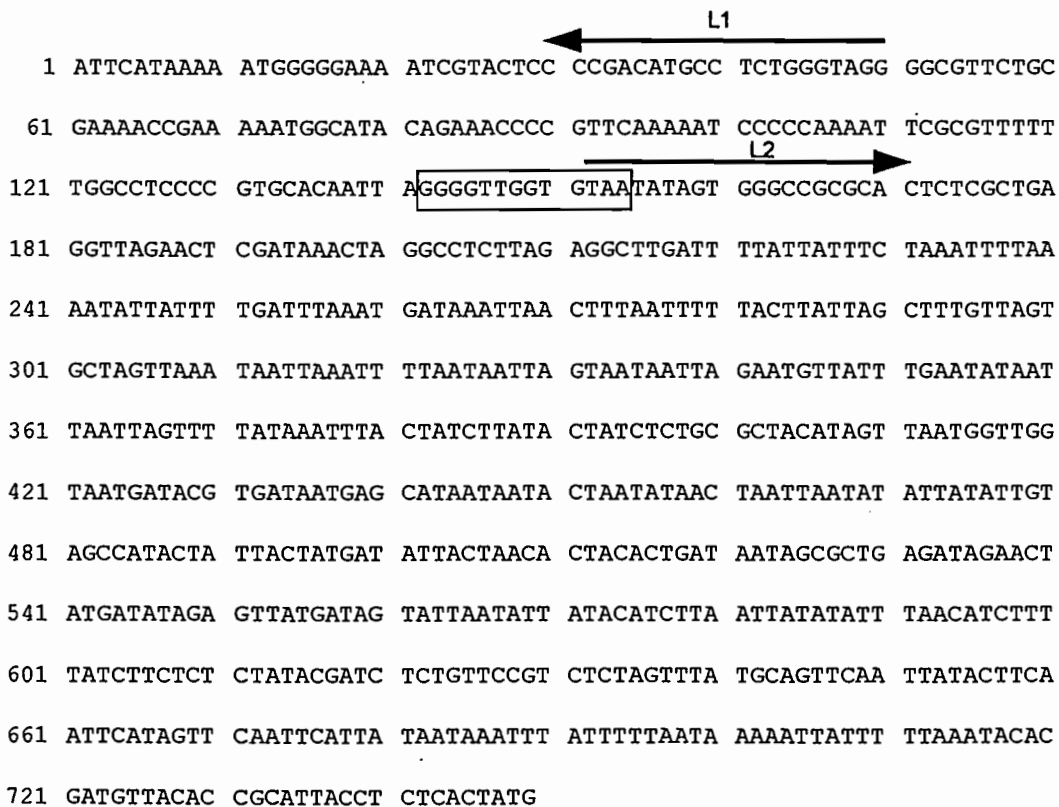 L1
1 ATTCATAAAA ATGGGGGAAA ATCGTACTCC CCGACATGCC TCTGGGTAGG GGCGTTCTGC
61 GAAAACCGAA AAATGGCATA CAGAAACCCC GTTCAAAAAT CCCCCAAAAT TCGCGTTTTT
L2
121 TGGCCTCCCC GTGCACAATT AGGGGTTGGT GTAATATAGT GGGCCGCGCA CTCTCGCTGA
181 GGTTAGAACT CGATAAACTA GGCCTCTTAG AGGCTTGATT TTATTATTTC TAAATTTTAA
241 AATATTATTT TGATTTAAAT GATAAATTAA CTTTAATTTT TACTTATTAG CTTTGTTAGT
301 GCTAGTTAAA TAATTAAATT TTAATAATTA GTAATAATTA GAATGTTATT TGAATATAAT
361 TAATTAGTTT TATAAATTTA CTATCTTATA CTATCTCTGC GCTACATAGT TAATGGTTGG
421 TAATGATACG TGATAATGAG CATAATAATA CTAATATAAC TAATTAATAT ATTATATTGT
481 AGCCATACTA TTACTATGAT ATTACTAACA CTACACTGAT AATAGCGCTG AGATAGAACT
541 ATGATATAGA GTTATGATAG TATTAATATT ATACATCTTA ATTATATATT TAACATCTTT
601 TATCTTCTCT CTATACGATC TCTGTTCCGT CTCTAGTTTA TGCAGTTCAA TTATACTTCA
661 ATTCATAGTT CAATTCATTA TAATAAATTT ATTTTTAATA AAAATTATTT TTAAATACAC
721 GATGTTACAC CGCATTACCT CTCACTATG